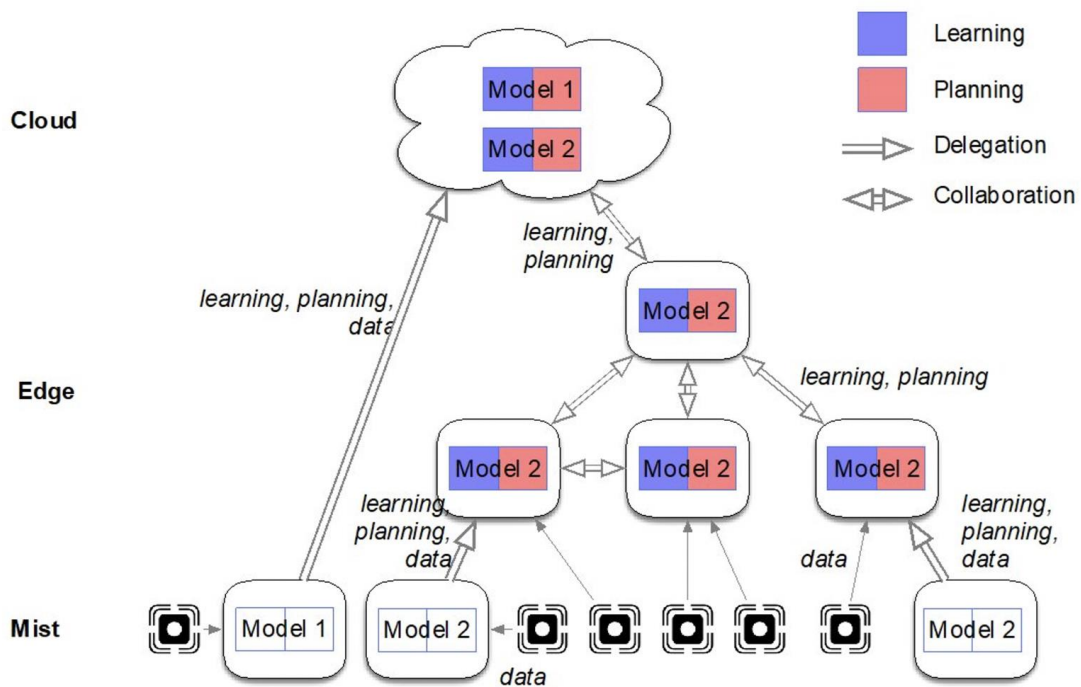 Learning
Model 1
Planning
Cloud
Model 2
Delegation
Collaboration
learning,
planning
learning, planning,
data
Model 2
learning, planning
Edge
Model 2
Model 2
Model 2
learning,
planning,
data
learning,
planning,
data
data
Mist
Model 1
Model 2
Model 2
data